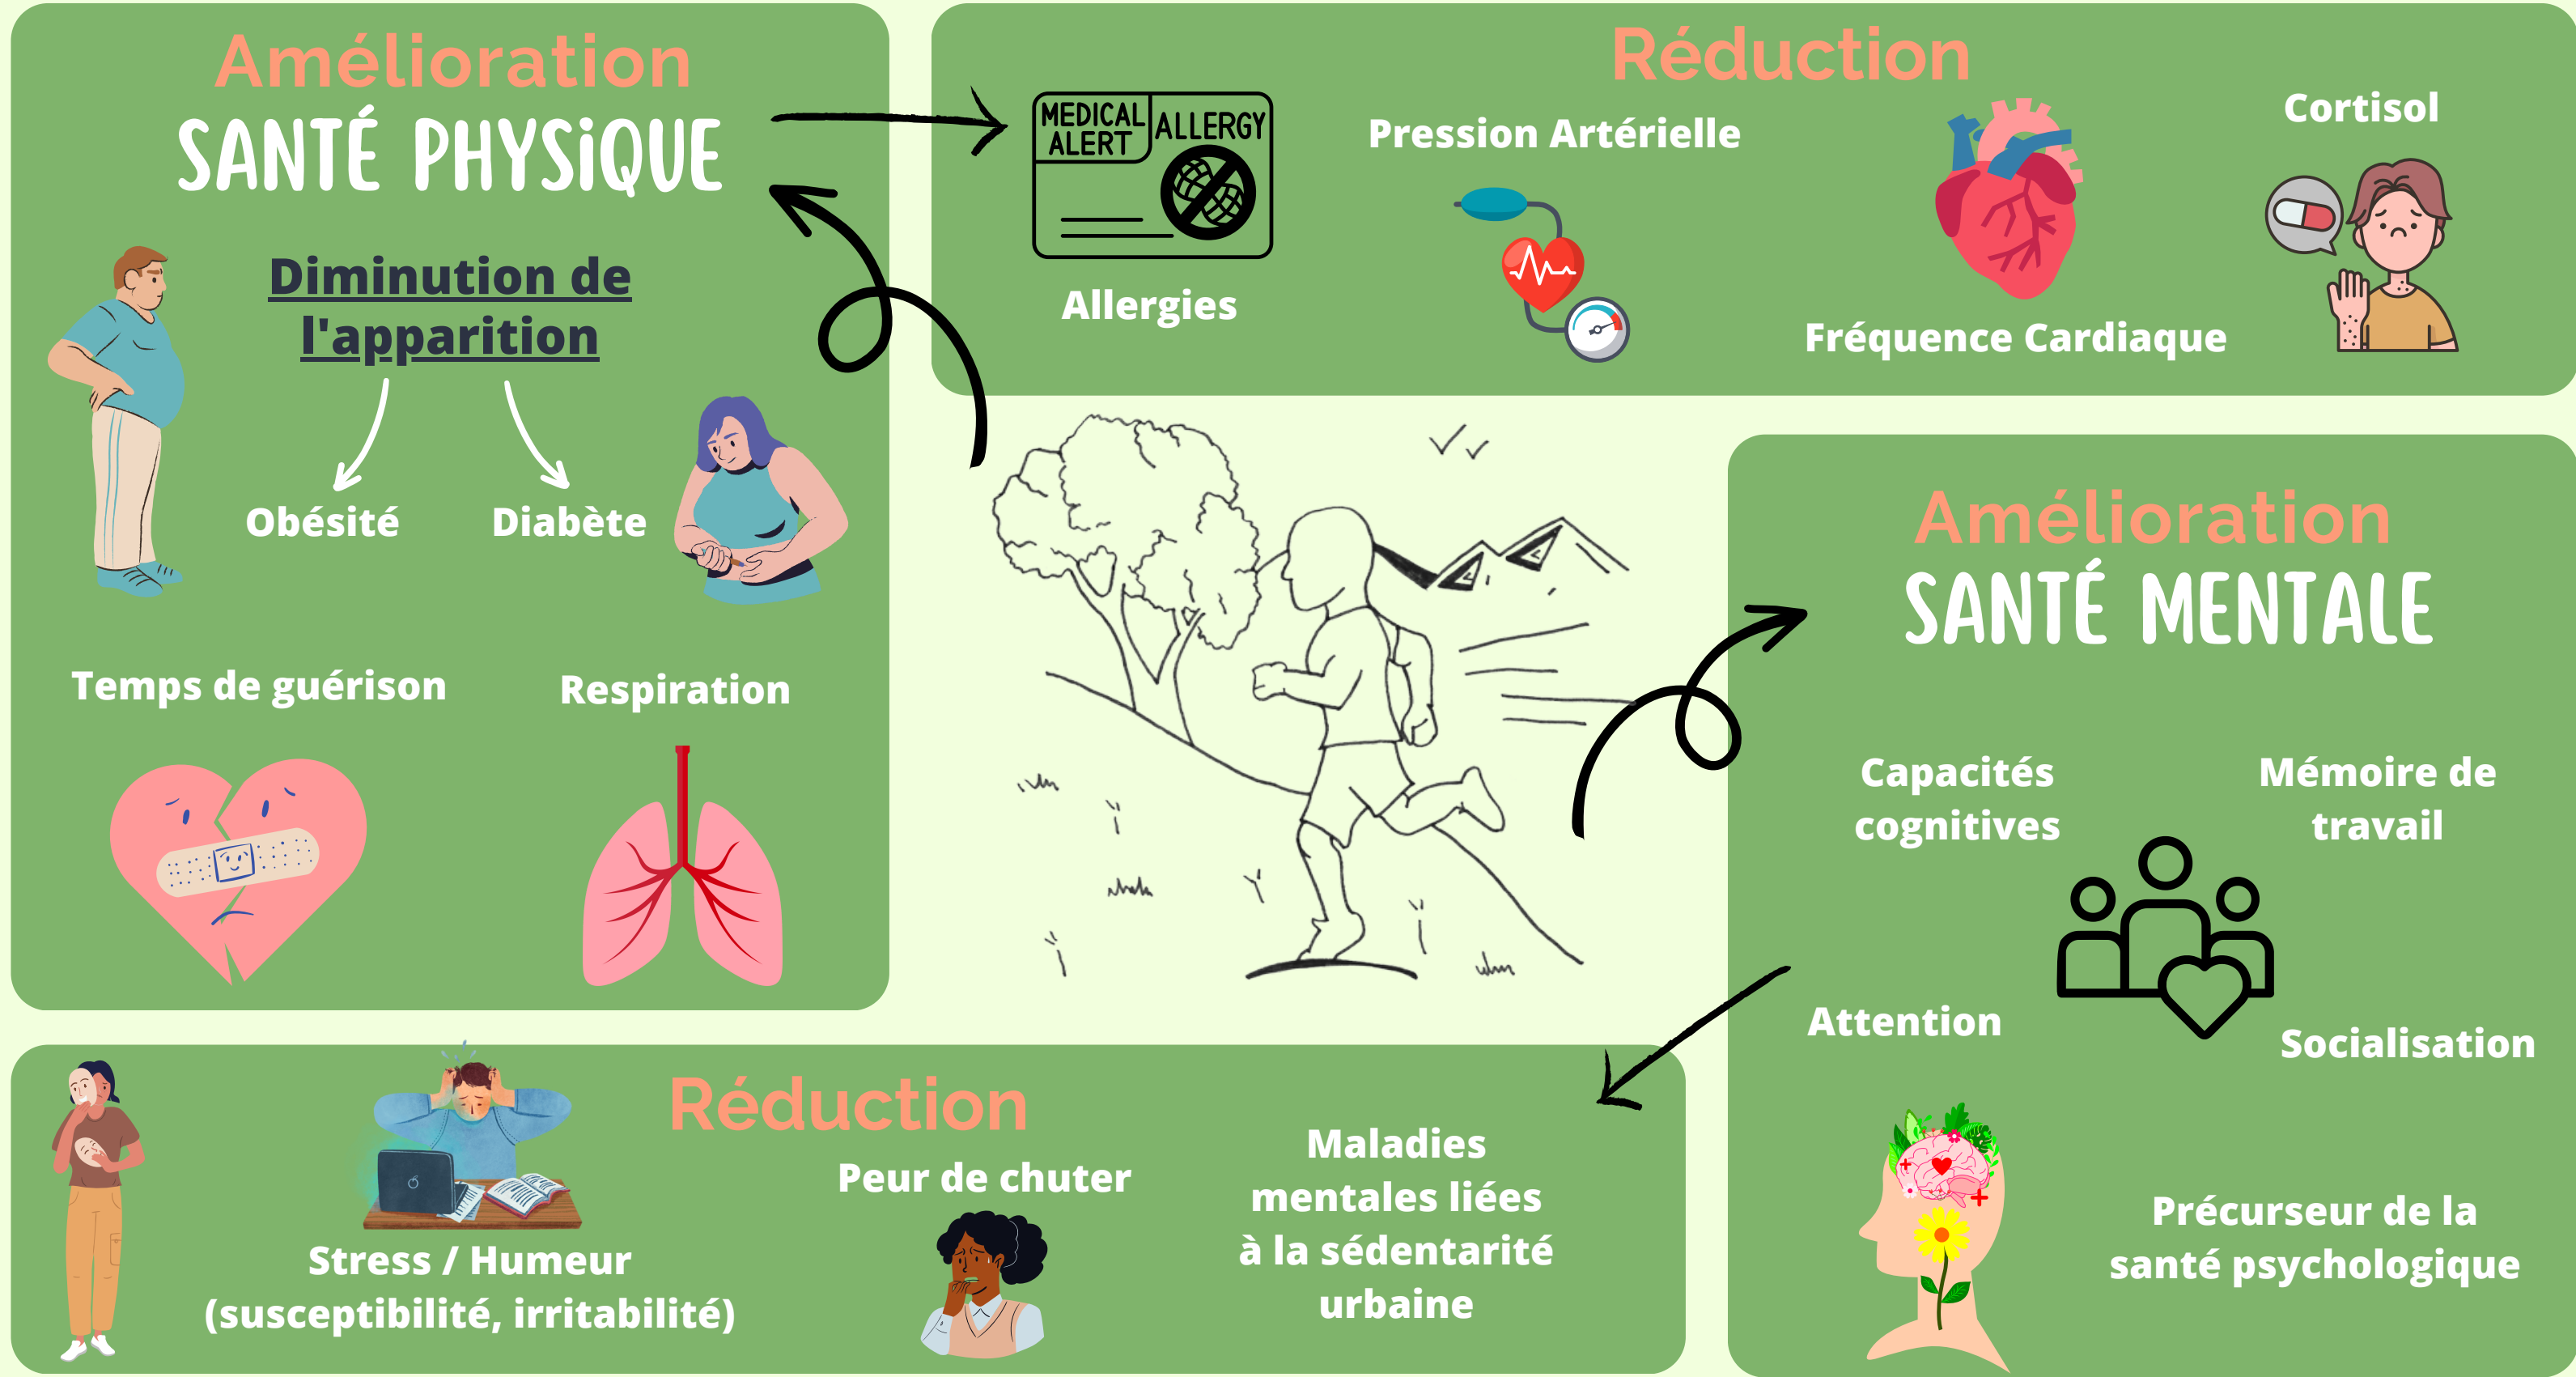 Amélioration
SANTÉ PHYSiQUE
Diminution de
l'apparition
Obésité
Diabète
Temps de guérison
Respiration
Réduction
MEDICAL
ALERT
ALLERGY
Allergies
Pression Artérielle
Fréquence Cardiaque
Cortisol
Amélioration
SANTÉ MENTALE
Capacités
cognitives
Mémoire de
travail
Attention
Socialisation
Précurseur de la
santé psychologique
Réduction
Stress / Humeur
(susceptibilité, irritabilité)
Peur de chuter
Maladies
mentales liées
à la sédentarité
urbaine